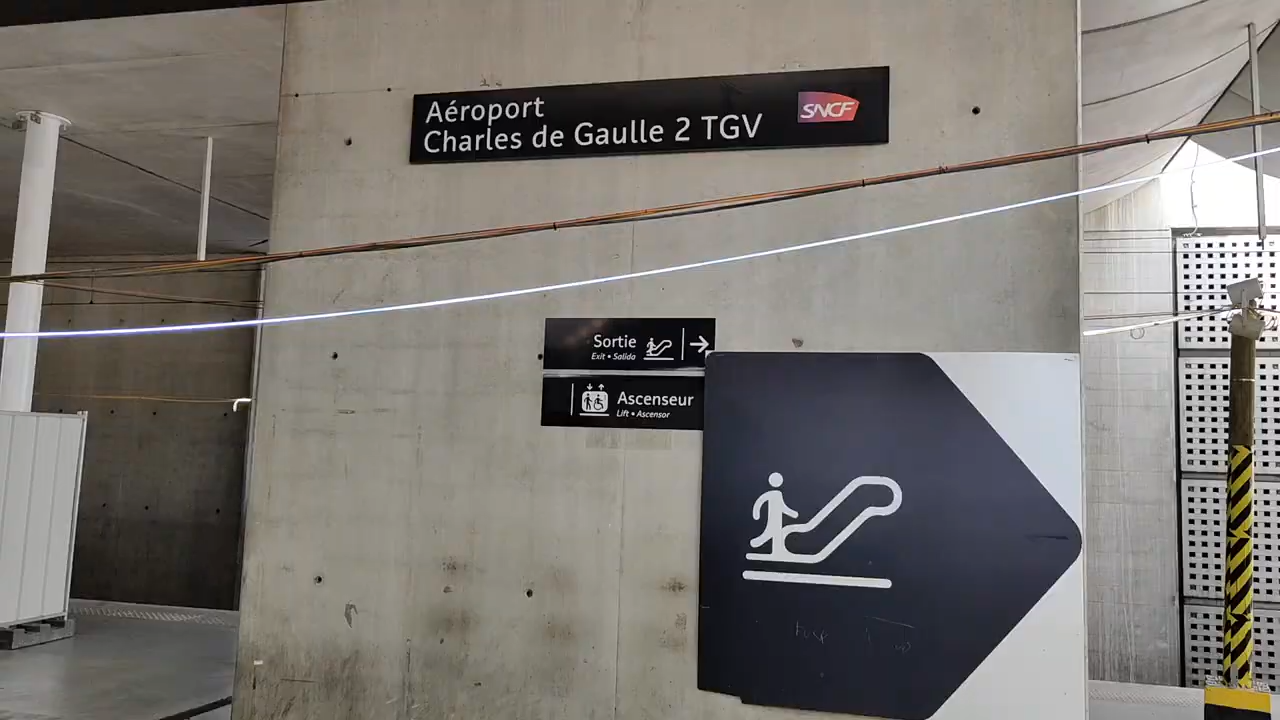 Aéroport
Charles de Gaulle 2 TGV
SNCF
Sortie
Exit • Salida
Ascenseur
Lift • Ascensor